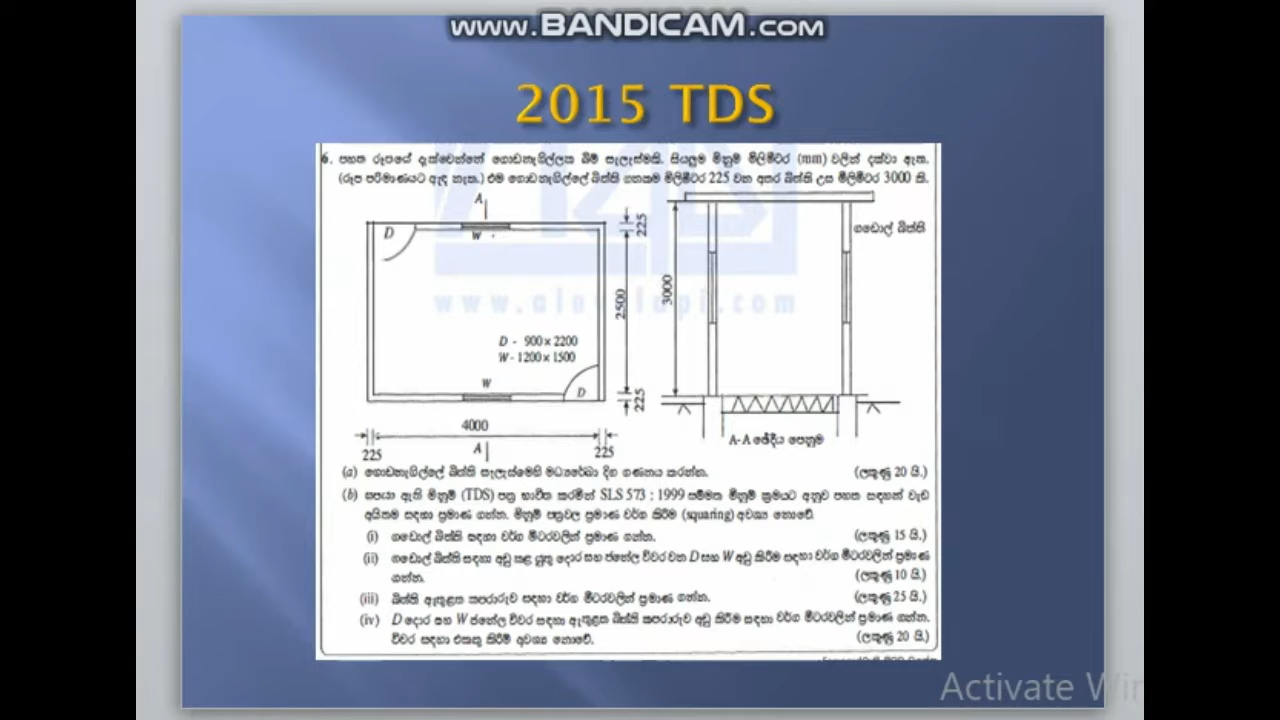 WWW.BANDICAM.COM
2015 TDS
6. පහත රූපයේ දැක්වෙන්නේ ගොඩනැගිල්ලක බිම් සැලැස්මකි. සියලුම මිනුම් මිලිමීටර (mm) වලින් දක්වා ඇත.
(රූප පරිමාණයට ඇඳ නැත.) එම ගොඩනැගිල්ලේ බිත්ති ගනකම මිලිමීටර 225 වන අතර බිත්ති උස මිලිමීටර 3000 කි.
A
D
W
225
2500
3000
ගඩොල් බිත්ති
D - 900 x 2200
W - 1200 x 1500
W
D
225
4000
225
A
225
A-A ඡේදීය පෙනුම
www.alevelapi.com
(a) ගොඩනැගිල්ලේ බිත්ති සැලැස්මෙහි මධ්‍යරේඛා දිග ගණනය කරන්න. (ලකුණු 20 යි.)
(b) සපයා ඇති මිනුම් (TDS) පත්‍ර භාවිත කරමින් SLS 573 : 1999 සම්මත මිනුම් ක්‍රමයට අනුව පහත සඳහන් වැඩ
අයිතම සඳහා ප්‍රමාණ ගන්න. මිනුම් පත්‍රවල ප්‍රමාණ වර්ග කිරීම (squaring) අවශ්‍ය නොවේ.
(i) ගඩොල් බිත්ති සඳහා වර්ග මීටරවලින් ප්‍රමාණ ගන්න. (ලකුණු 15 යි.)
(ii) ගඩොල් බිත්ති සඳහා අඩු කළ යුතු දොර සහ ජනේල විවර වන D සහ W අඩු කිරීම සඳහා වර්ග මීටරවලින් ප්‍රමාණ
ගන්න. (ලකුණු 10 යි.)
(iii) බිත්ති ඇතුළත කපරාරුව සඳහා වර්ග මීටරවලින් ප්‍රමාණ ගන්න. (ලකුණු 25 යි.)
(iv) D දොර සහ W ජනේල විවර සඳහා ඇතුළත බිත්ති කපරාරුව අඩු කිරීම සඳහා වර්ග මීටරවලින් ප්‍රමාණ ගන්න.
විවර සඳහා එකතු කිරීම් අවශ්‍ය නොවේ. (ලකුණු 20 යි.)
Activate Win